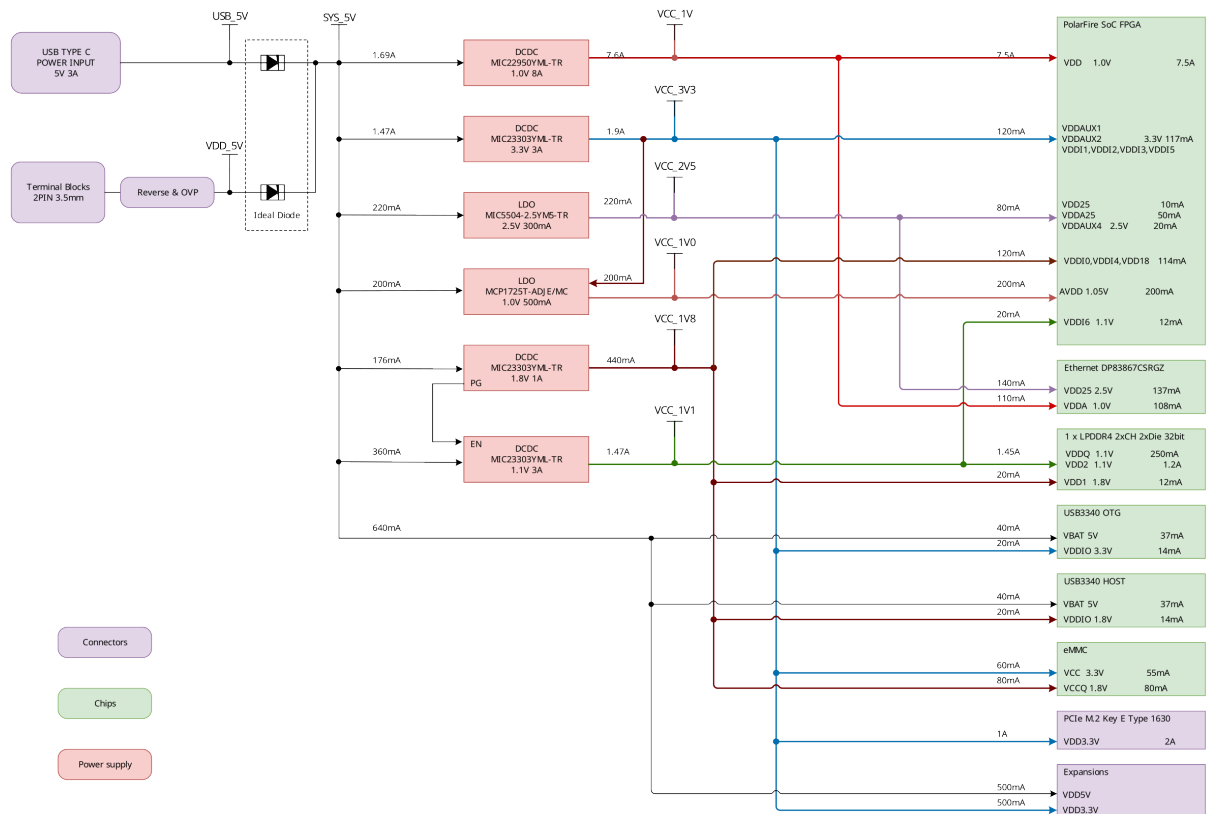 USB_5V
SYS_5V
VCC_1V
PolarFire SoC FPGA
USB TYPE C
POWER INPUT
5V 3A
1.69A
DCDC
MIC22950YML-TR
1.0V 8A
7.6A
7.5A
VDD 1.0V 7.5A
VCC_3V3
1.47A
DCDC
MIC23303YML-TR
3.3V 3A
1.9A
120mA
VDDAUX1
VDDAUX2 3.3V 117mA
VDDI1,VDDI2,VDDI3,VDDI5
VDD_5V
VCC_2V5
Terminal Blocks
2PIN 3.5mm
Reverse & OVP
Ideal Diode
220mA
LDO
MIC5504-2.5YM5-TR
2.5V 300mA
220mA
80mA
VDD25 10mA
VDDA25 50mA
VDDAUX4 2.5V 20mA
VCC_1V0
120mA
VDDI0,VDDI4,VDD18 114mA
200mA
LDO
MCP1725T-ADJE/MC
1.0V 500mA
200mA
200mA
AVDD 1.05V 200mA
VCC_1V8
20mA
VDDI6 1.1V 12mA
176mA
DCDC
MIC23303YML-TR
1.8V 1A
PG
440mA
Ethernet DP83867CSRGZ
140mA
VDD25 2.5V 137mA
110mA
VDDA 1.0V 108mA
VCC_1V1
360mA
EN
DCDC
MIC23303YML-TR
1.1V 3A
1.47A
1.45A
1 x LPDDR4 2xCH 2xDie 32bit
VDDQ 1.1V 250mA
VDD2 1.1V 1.2A
20mA
VDD1 1.8V 12mA
USB3340 OTG
640mA
40mA
VBAT 5V 37mA
20mA
VDDIO 3.3V 14mA
USB3340 HOST
40mA
VBAT 5V 37mA
20mA
VDDIO 1.8V 14mA
Connectors
eMMC
60mA
VCC 3.3V 55mA
80mA
VCCQ 1.8V 80mA
Chips
PCIe M.2 Key E Type 1630
1A
VDD3.3V 2A
Power supply
Expansions
500mA
VDD5V
500mA
VDD3.3V